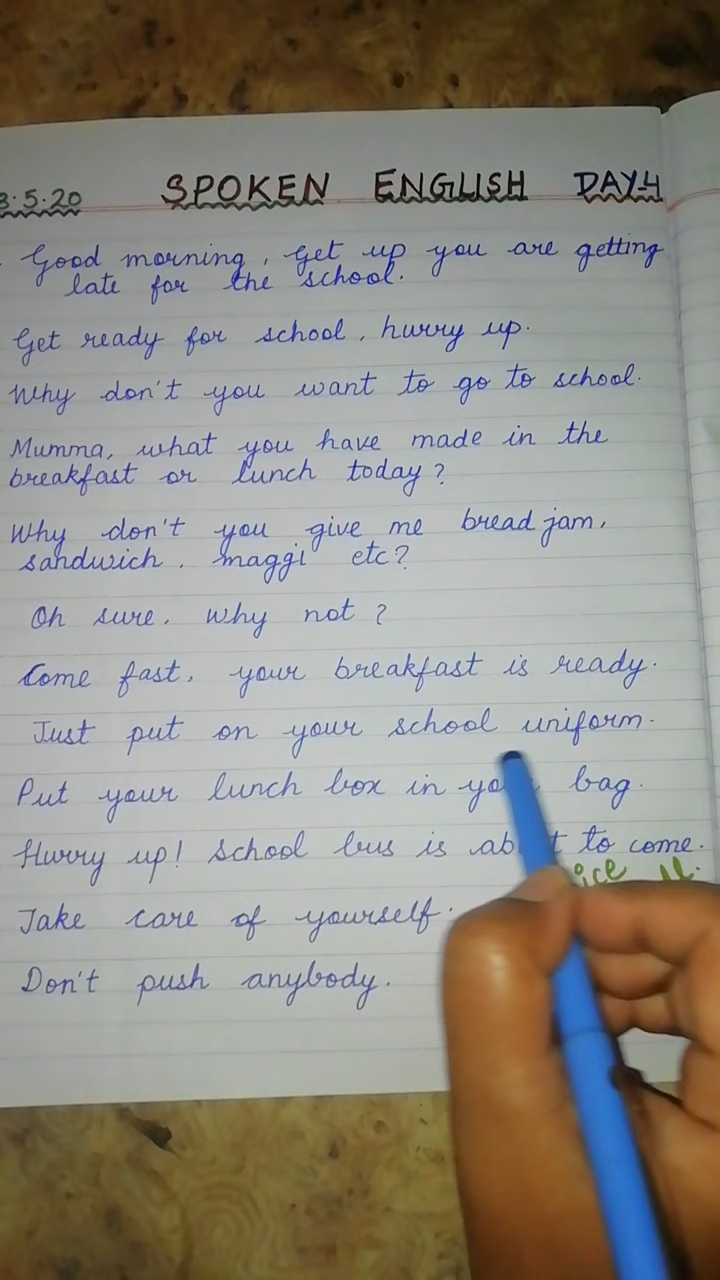 3.5.20 SPOKEN ENGLISH DAY-4
Good morning, Get up you are getting
late for the school.
Get ready for school, hurry up.
Why don't you want to go to school.
Mumma, what you have made in the
breakfast or lunch today?
Why don't you give me bread jam,
sandwich, maggi etc?
Oh sure, why not?
Come fast, your breakfast is ready.
Just put on your school uniform.
Put your lunch box in bag.
Hurry up! School bus is to come.
Take care of yourself.
Don't push anybody.